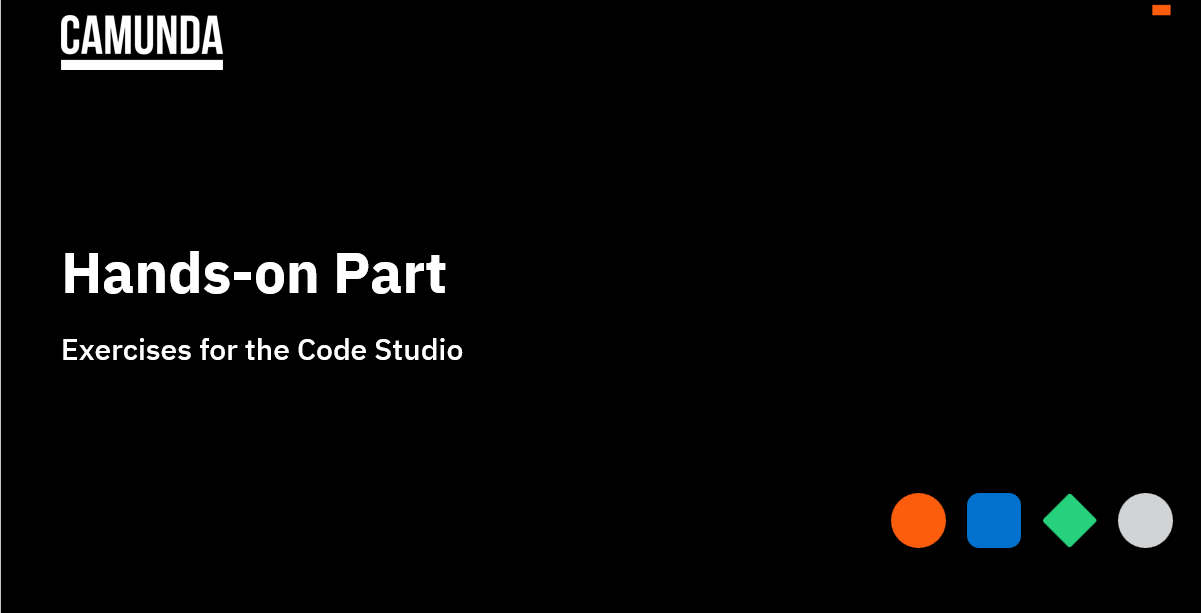 CAMUNDA
Hands-on Part
Exercises for the Code Studio